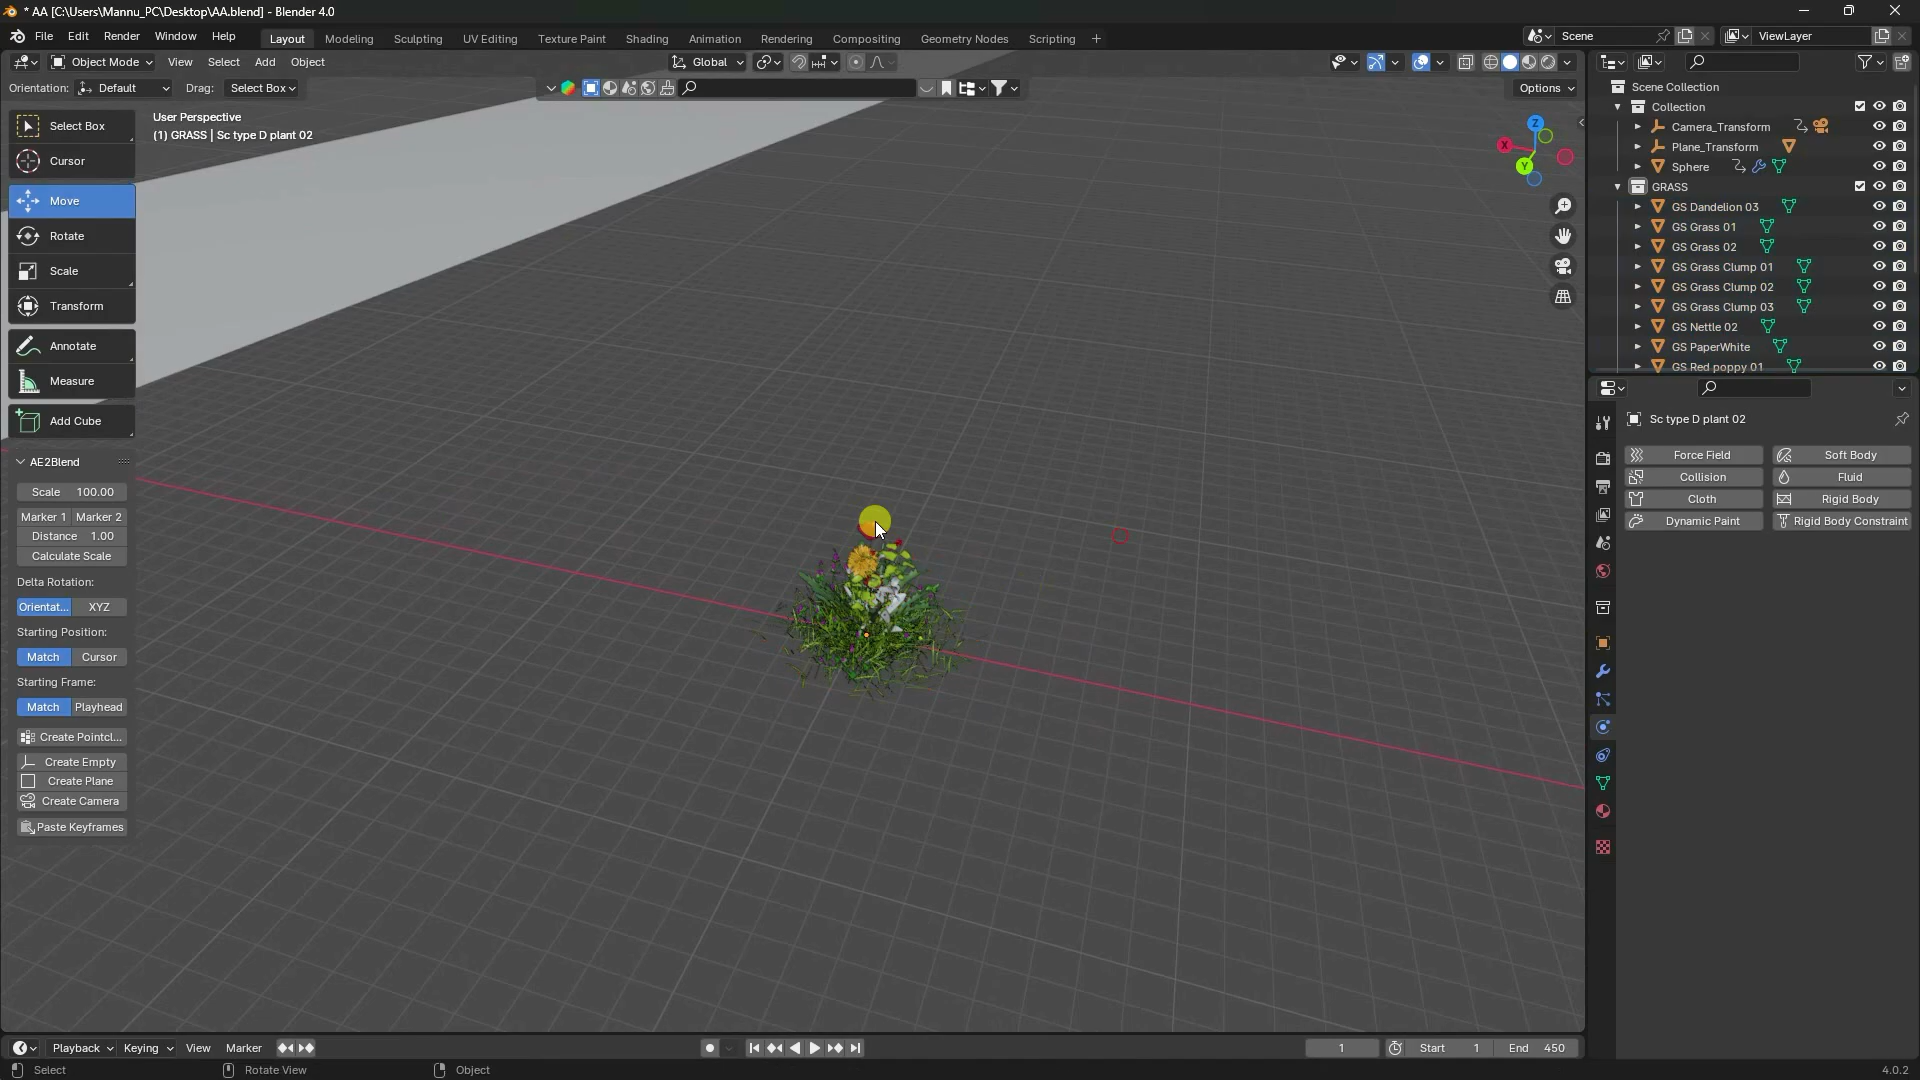 * AA [C:\Users\Mannu_PC\Desktop\AA.blend] - Blender 4.0
File Edit Render Window Help Layout Modeling Sculpting UV Editing Texture Paint Shading Animation Rendering Compositing Geometry Nodes Scripting + Scene ViewLayer
Object Mode View Select Add Object Global
Orientation: Default Drag: Select Box Options
User Perspective
(1) GRASS | Sc type D plant 02
Select Box
Cursor
Move
Rotate
Scale
Transform
Annotate
Measure
Add Cube
AE2Blend
Scale 100.00
Marker 1 Marker 2
Distance 1.00
Calculate Scale
Delta Rotation:
Orientat... XYZ
Starting Position:
Match Cursor
Starting Frame:
Match Playhead
Create Pointcl...
Create Empty
Create Plane
Create Camera
Paste Keyframes
Z
X
Y
Scene Collection
Collection
Camera_Transform
Plane_Transform
Sphere
GRASS
GS Dandelion 03
GS Grass 01
GS Grass 02
GS Grass Clump 01
GS Grass Clump 02
GS Grass Clump 03
GS Nettle 02
GS PaperWhite
GS Red poppy 01
Sc type D plant 02
Force Field Soft Body
Collision Fluid
Cloth Rigid Body
Dynamic Paint Rigid Body Constraint
Playback Keying View Marker 1 Start 1 End 450
Select Rotate View Object 4.0.2